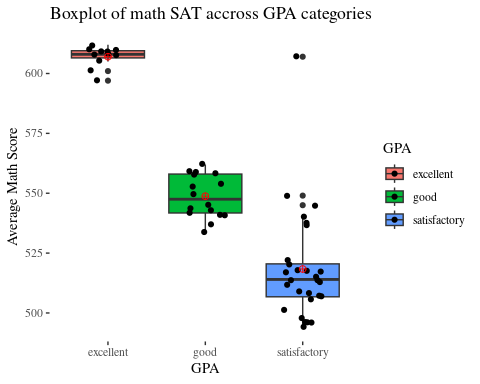 Boxplot of math SAT accross GPA categories
Average Math Score
600
575
550
525
500
excellent
good
satisfactory
GPA
GPA
excellent
good
satisfactory